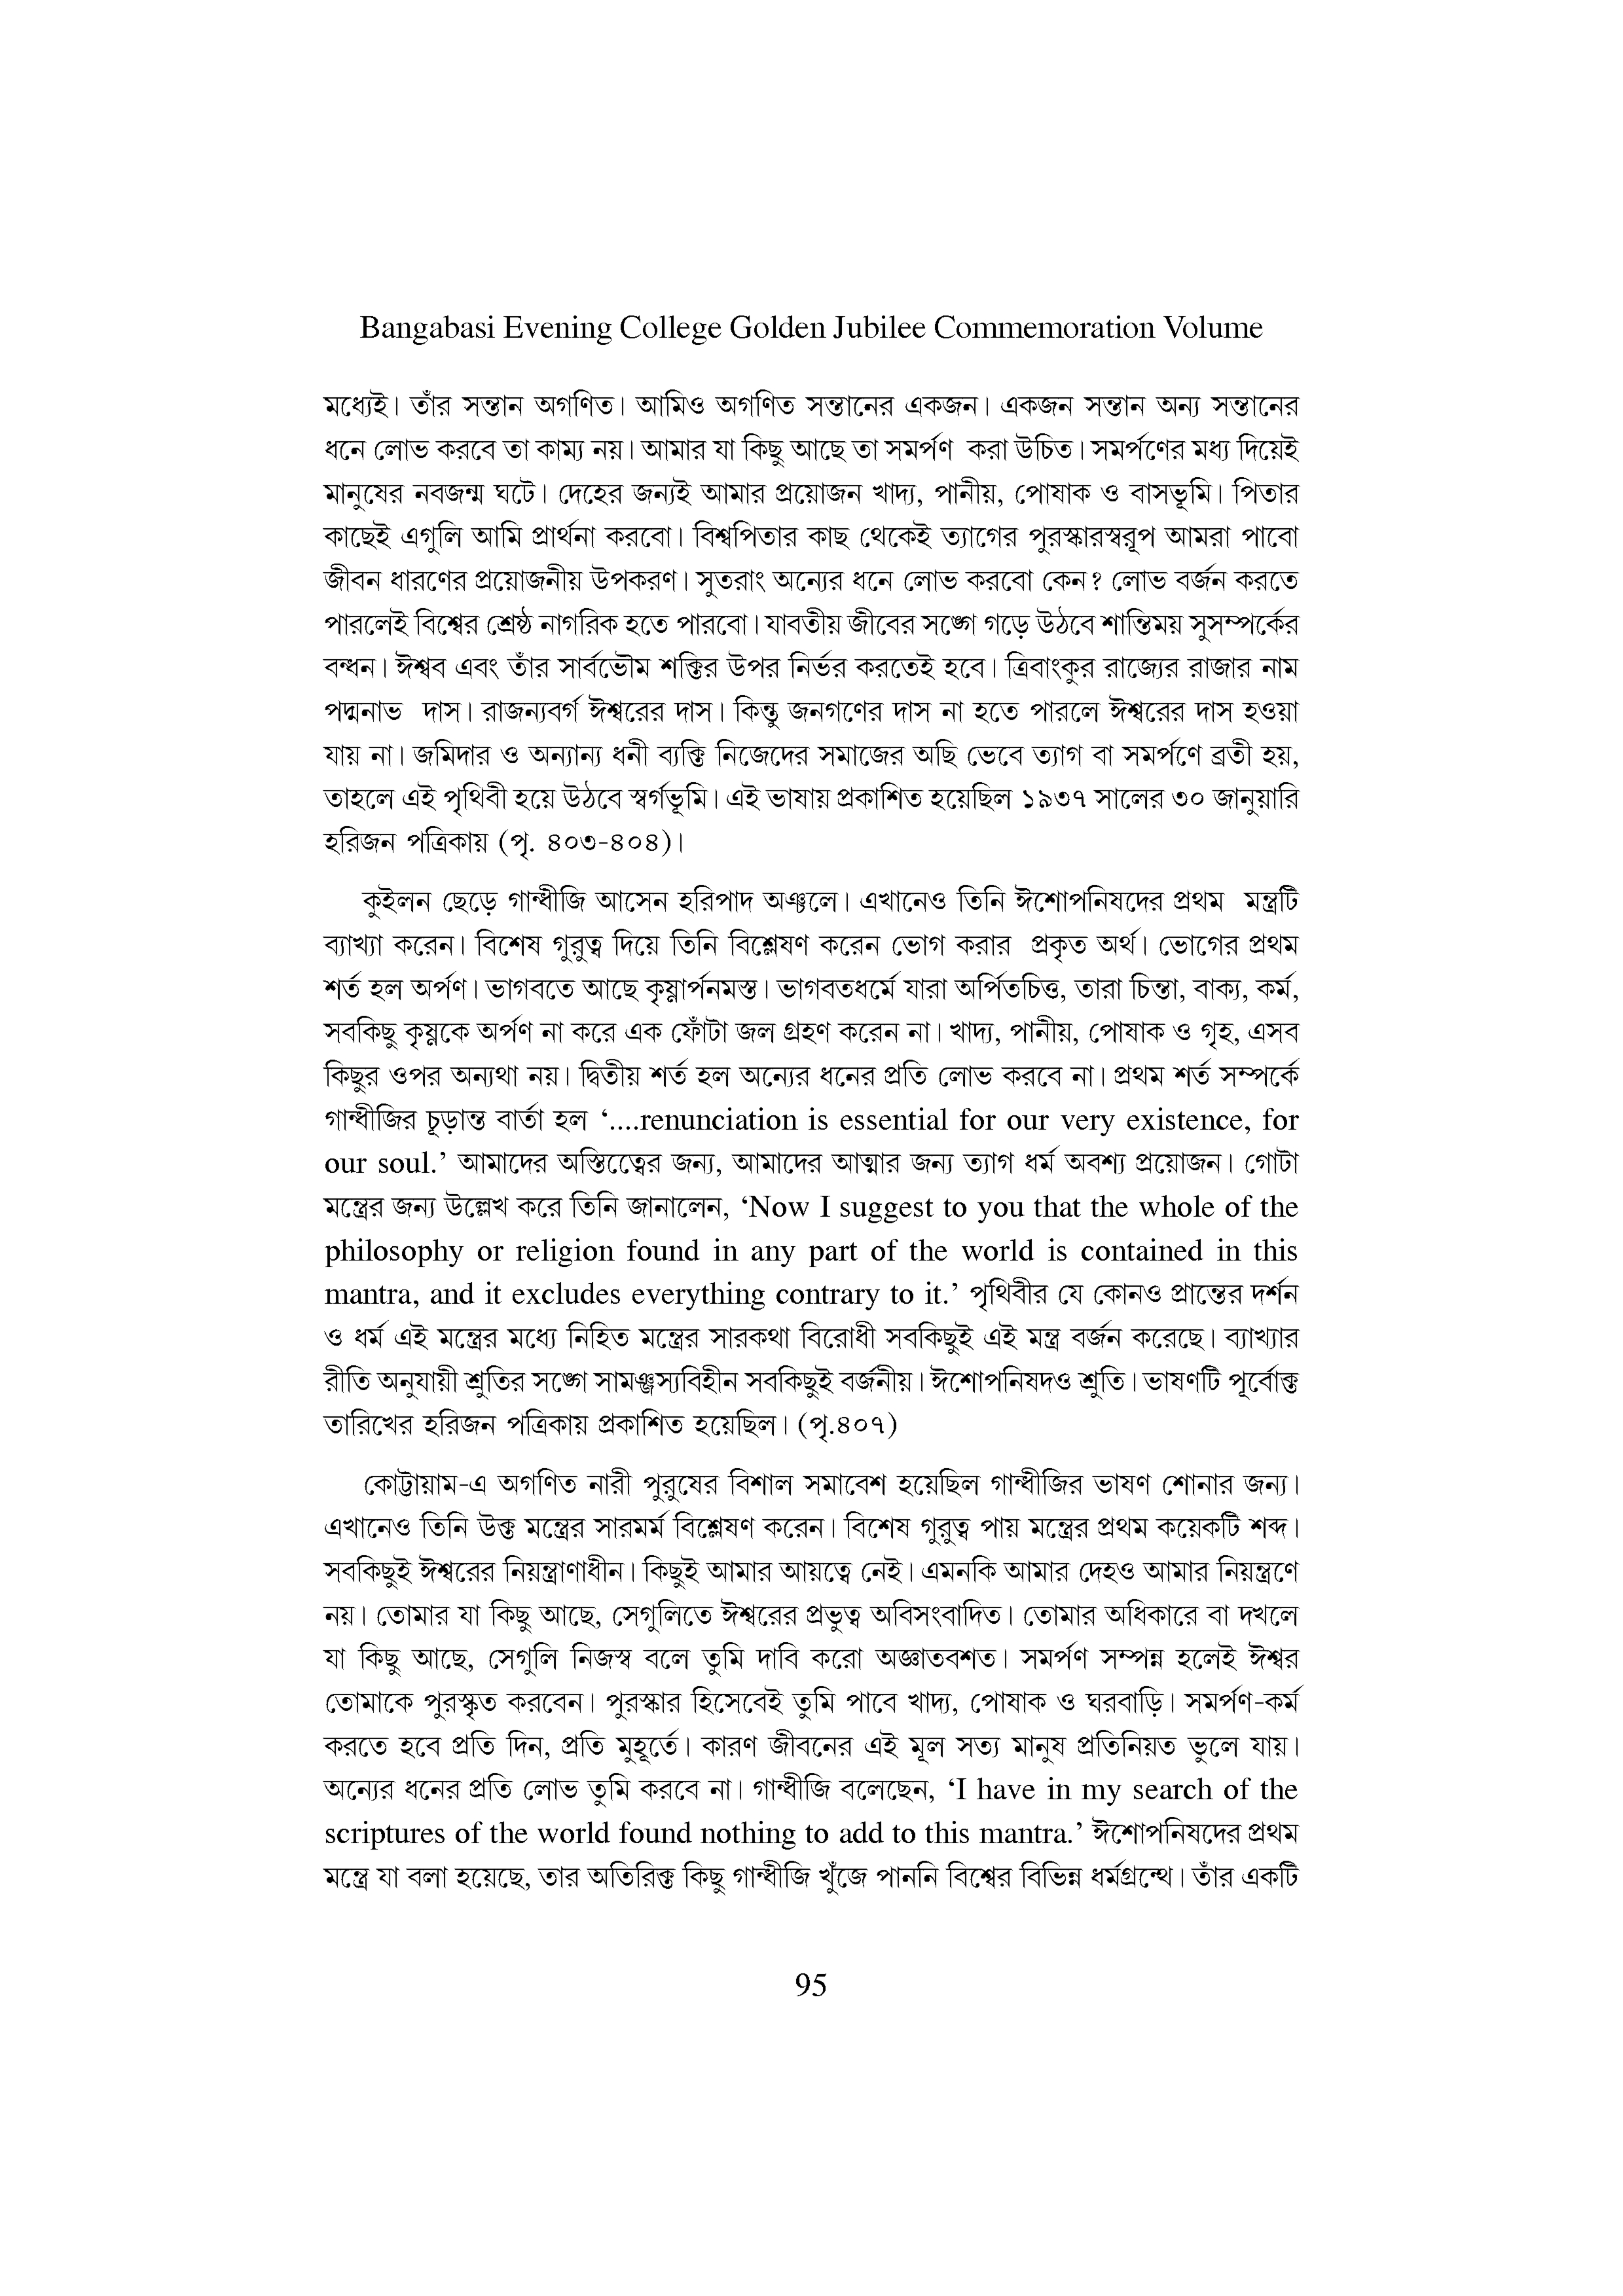 Bangabasi Evening College Golden Jubilee Commemoration Volume
মধ্যেই। তাঁর সন্তান অগণিত। আমিও অগণিত সন্তানের একজন। একজন সন্তান অন্য সন্তানের
ধনে লোভ করবে তা কাম্য নয়। আমার যা কিছু আছে তা সমর্পণ করা উচিত। সমর্পণের মধ্য দিয়েই
মানুষের নবজন্ম ঘটে। দেহের জন্যই আমার প্রয়োজন খাদ্য, পানীয়, পোষাক ও বাসভূমি। পিতার
কাছেই এগুলি আমি প্রার্থনা করবো। বিশ্বপিতার কাছ থেকেই ত্যাগের পুরস্কারস্বরূপ আমরা পাবো
জীবন ধারণের প্রয়োজনীয় উপকরণ। সুতরাং অন্যের ধনে লোভ করবো কেন? লোভ বর্জন করতে
পারলেই বিশ্বের শ্রেষ্ঠ নাগরিক হতে পারবো। যাবতীয় জীবের সঙ্গে গড়ে উঠবে শান্তিময় সুসম্পর্কের
বন্ধন। ঈশ্বব এবং তাঁর সার্বভৌম শক্তির উপর নির্ভর করতেই হবে। ত্রিবাংকুর রাজ্যের রাজার নাম
পদ্মনাভ দাস। রাজন্যবর্গ ঈশ্বরের দাস। কিন্তু জনগণের দাস না হতে পারলে ঈশ্বরের দাস হওয়া
যায় না। জমিদার ও অন্যান্য ধনী ব্যক্তি নিজেদের সমাজের অছি ভেবে ত্যাগ বা সমর্পণে ব্রতী হয়,
তাহলে এই পৃথিবী হয়ে উঠবে স্বর্গভূমি। এই ভাষায় প্রকাশিত হয়েছিল ১৯৩৭ সালের ৩০ জানুয়ারি
হরিজন পত্রিকায় (পৃ. ৪০৩-৪০৪)।
কুইলন ছেড়ে গান্ধীজি আসেন হরিপাদ অঞ্চলে। এখানেও তিনি ঈশোপনিষদের প্রথম মন্ত্রটি
ব্যাখ্যা করেন। বিশেষ গুরুত্ব দিয়ে তিনি বিশ্লেষণ করেন ভোগ করার প্রকৃত অর্থ। ভোগের প্রথম
শর্ত হল অর্পণ। ভাগবতে আছে কৃষ্ণার্পনমস্ত। ভাগবতধর্মে যারা অর্পিতচিত্ত, তারা চিন্তা, বাক্য, কর্ম,
সবকিছু কৃষ্ণকে অর্পণ না করে এক ফোঁটা জল গ্রহণ করেন না। খাদ্য, পানীয়, পোষাক ও গৃহ, এসব
কিছুর ওপর অন্যথা নয়। দ্বিতীয় শর্ত হল অন্যের ধনের প্রতি লোভ করবে না। প্রথম শর্ত সম্পর্কে
গান্ধীজির চূড়ান্ত বার্তা হল ‘....renunciation is essential for our very existence, for
our soul.’ আমাদের অস্তিত্বের জন্য, আমাদের আত্মার জন্য ত্যাগ ধর্ম অবশ্য প্রয়োজন। গোটা
মন্ত্রের জন্য উল্লেখ করে তিনি জানালেন, ‘Now I suggest to you that the whole of the
philosophy or religion found in any part of the world is contained in this
mantra, and it excludes everything contrary to it.’ পৃথিবীর যে কোনও প্রান্তের দর্শন
ও ধর্ম এই মন্ত্রের মধ্যে নিহিত মন্ত্রের সারকথা বিরোধী সবকিছুই এই মন্ত্র বর্জন করেছে। ব্যাখ্যার
রীতি অনুযায়ী শ্রুতির সঙ্গে সামঞ্জস্যবিহীন সবকিছুই বর্জনীয়। ঈশোপনিষদও শ্রুতি। ভাষণটি পূর্বোক্ত
তারিখের হরিজন পত্রিকায় প্রকাশিত হয়েছিল। (পৃ.৪০৭)
কোট্টায়াম-এ অগণিত নারী পুরুষের বিশাল সমাবেশ হয়েছিল গান্ধীজির ভাষণ শোনার জন্য।
এখানেও তিনি উক্ত মন্ত্রের সারমর্ম বিশ্লেষণ করেন। বিশেষ গুরুত্ব পায় মন্ত্রের প্রথম কয়েকটি শব্দ।
সবকিছুই ঈশ্বরের নিয়ন্ত্রাণাধীন। কিছুই আমার আয়ত্বে নেই। এমনকি আমার দেহও আমার নিয়ন্ত্রণে
নয়। তোমার যা কিছু আছে, সেগুলিতে ঈশ্বরের প্রভুত্ব অবিসংবাদিত। তোমার অধিকারে বা দখলে
যা কিছু আছে, সেগুলি নিজস্ব বলে তুমি দাবি করো অজ্ঞাতবশত। সমর্পণ সম্পন্ন হলেই ঈশ্বর
তোমাকে পুরস্কৃত করবেন। পুরস্কার হিসেবেই তুমি পাবে খাদ্য, পোষাক ও ঘরবাড়ি। সমর্পণ-কর্ম
করতে হবে প্রতি দিন, প্রতি মুহূর্তে। কারণ জীবনের এই মূল সত্য মানুষ প্রতিনিয়ত ভুলে যায়।
অন্যের ধনের প্রতি লোভ তুমি করবে না। গান্ধীজি বলেছেন, ‘I have in my search of the
scriptures of the world found nothing to add to this mantra.’ ঈশোপনিষদের প্রথম
মন্ত্রে যা বলা হয়েছে, তার অতিরিক্ত কিছু গান্ধীজি খুঁজে পাননি বিশ্বের বিভিন্ন ধর্মগ্রন্থে। তাঁর একটি
95